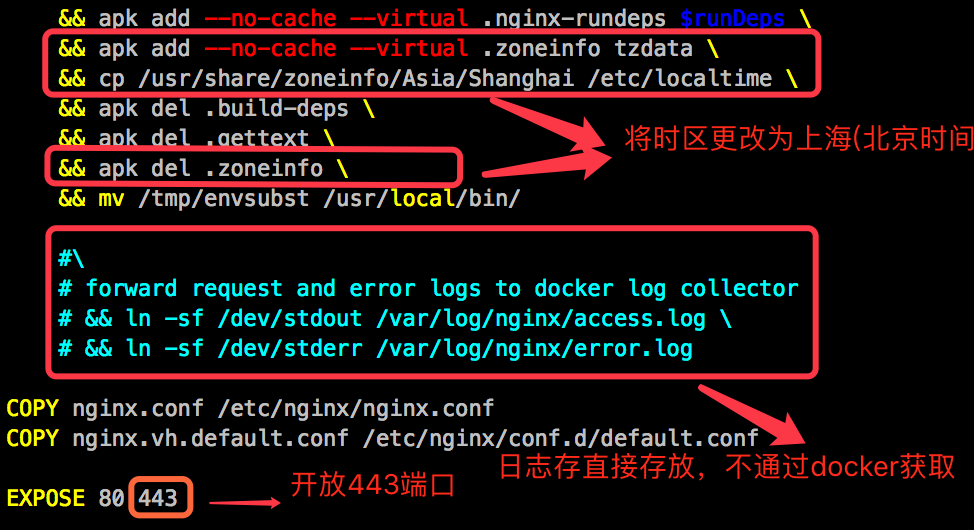 && apk add --no-cache --virtual .nginx-rundeps $runDeps \
&& apk add --no-cache --virtual .zoneinfo tzdata \
&& cp /usr/share/zoneinfo/Asia/Shanghai /etc/localtime \
&& apk del .build-deps \
&& apk del .gettext \
将时区更改为上海(北京时间
&& apk del .zoneinfo \
&& mv /tmp/envsubst /usr/local/bin/
#\
# forward request and error logs to docker log collector
# && ln -sf /dev/stdout /var/log/nginx/access.log \
# && ln -sf /dev/stderr /var/log/nginx/error.log
COPY nginx.conf /etc/nginx/nginx.conf
COPY nginx.vh.default.conf /etc/nginx/conf.d/default.conf
日志存直接存放，不通过docker获取
EXPOSE 80 443
开放443端口